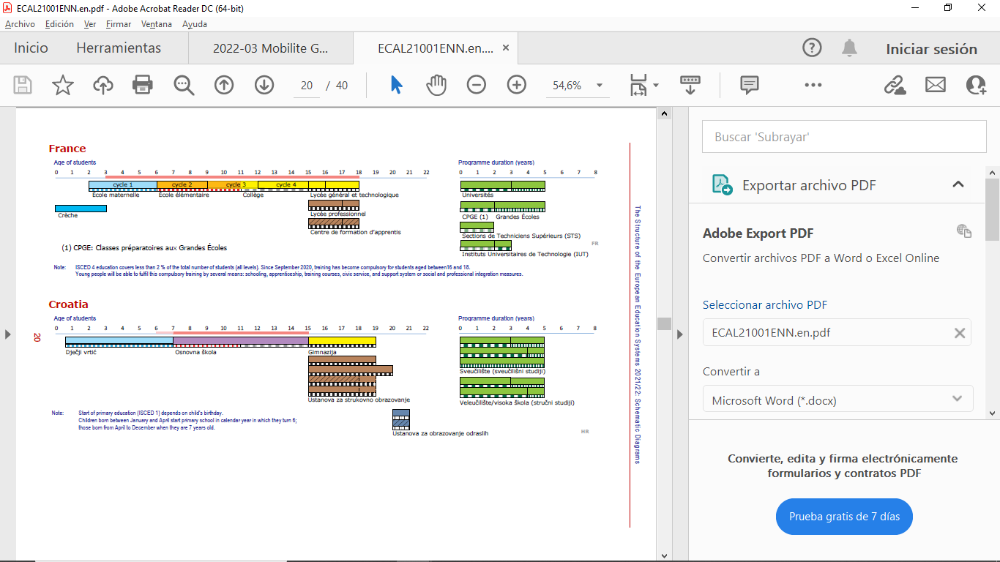 ECAL21001ENN.en.pdf - Adobe Acrobat Reader DC (64-bit)
Archivo Edición Ver Firmar Ventana Ayuda
Inicio Herramientas 2022-03 Mobilite G... ECAL21001ENN.en.... × Iniciar sesión
20 / 40 54,6%
France
Age of students
0 1 2 3 4 5 6 7 8 9 10 11 12 13 14 15 16 17 18 19 20 21 22
cycle 1 cycle 2 cycle 3 cycle 4
École maternelle École élémentaire Collège Lycée général et technologique
Crèche
Lycée professionnel
Centre de formation d'apprentis
Programme duration (years)
0 1 2 3 4 5 6 7 8
Universités
CPGE (1) Grandes Écoles
Sections de Techniciens Supérieurs (STS)
Instituts Universitaires de Technologie (IUT)
FR
(1) CPGE: Classes préparatoires aux Grandes Écoles
Note: ISCED 4 education covers less than 2 % of the total number of students (all levels). Since September 2020, training has become compulsory for students aged between16 and 18.
Young people will be able to fulfil this compulsory training by several means: schooling, apprenticeship, training courses, civic service, and support system or social and professional integration measures.
Croatia
Age of students
0 1 2 3 4 5 6 7 8 9 10 11 12 13 14 15 16 17 18 19 20 21 22
Dječji vrtić Osnovna škola Gimnazija
Ustanova za strukovno obrazovanje
Ustanova za obrazovanje odraslih
Programme duration (years)
0 1 2 3 4 5 6 7 8
Sveučilište (sveučilišni studiji)
Veleučilište/visoka škola (stručni studiji)
HR
Note: Start of primary education (ISCED 1) depends on child's birthday.
Children born between January and April start primary school in calendar year in which they turn 6;
those born from April to December when they are 7 years old.
20
The Structure of the European Education Systems 2021/22: Schematic Diagrams
Buscar 'Subrayar'
Exportar archivo PDF
Adobe Export PDF
Convertir archivos PDF a Word o Excel Online
Seleccionar archivo PDF
ECAL21001ENN.en.pdf
Convertir a
Microsoft Word (*.docx)
Convierte, edita y firma electrónicamente
formularios y contratos PDF
Prueba gratis de 7 días